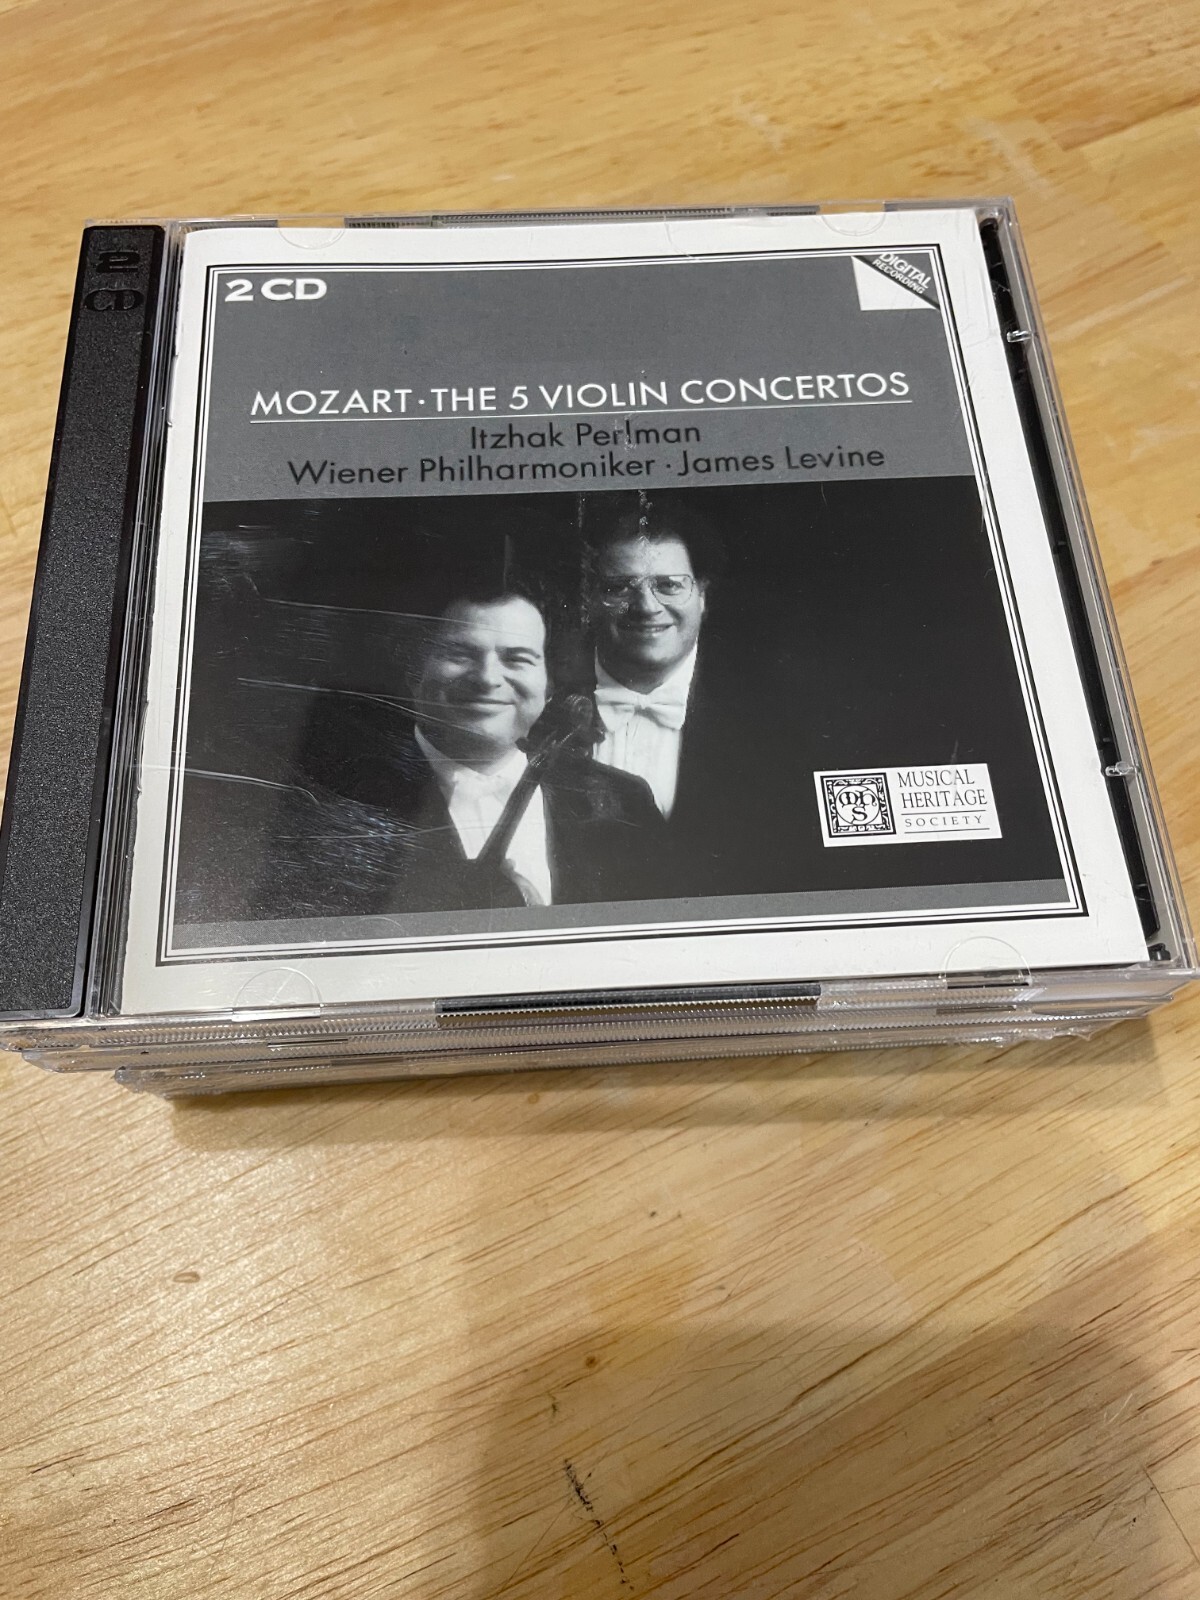 2
CD
2 CD
DIGITAL
RECORDING
MOZART · THE 5 VIOLIN CONCERTOS
Itzhak Perlman
Wiener Philharmoniker · James Levine
MHS
MUSICAL
HERITAGE
SOCIETY